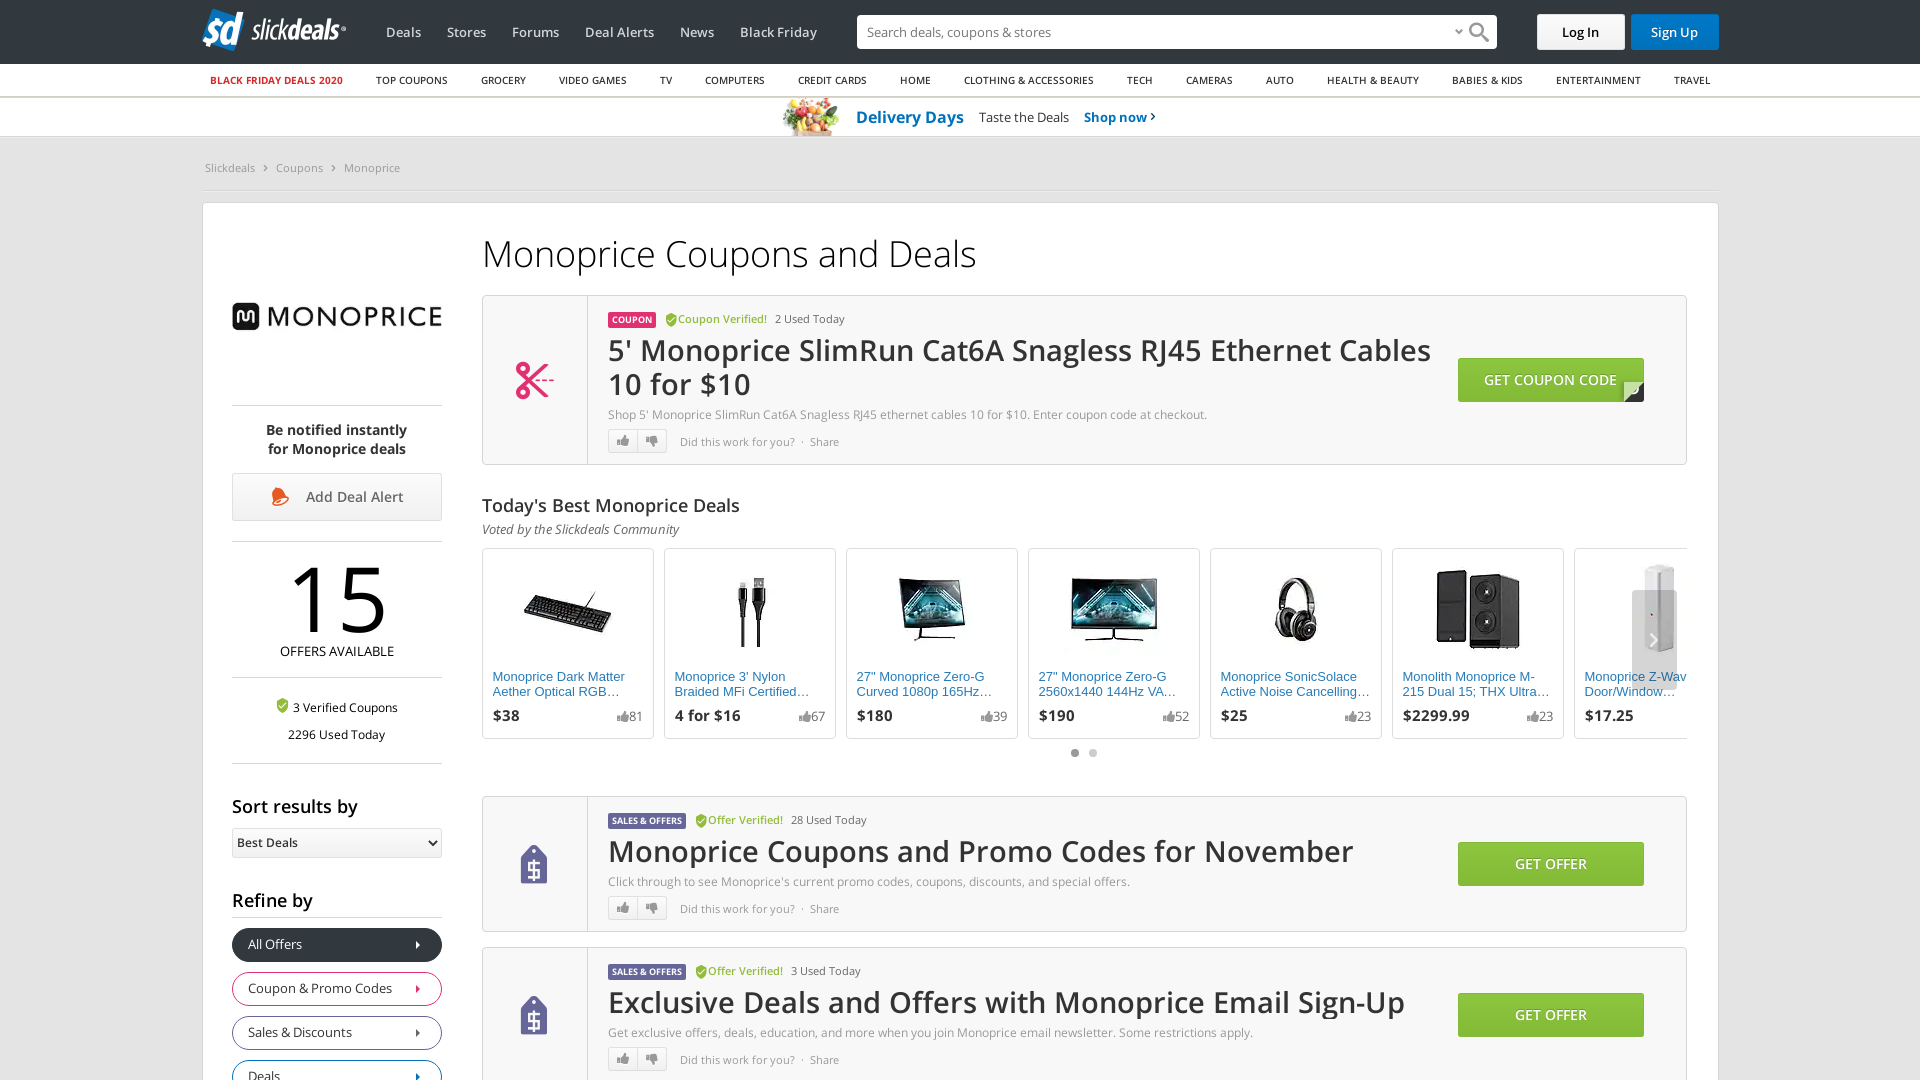 sd slickdeals
Deals
Stores
Forums
Deal Alerts
News
Black Friday
Search deals, coupons & stores
Log In
Sign Up
BLACK FRIDAY DEALS 2020
TOP COUPONS
GROCERY
VIDEO GAMES
TV
COMPUTERS
CREDIT CARDS
HOME
CLOTHING & ACCESSORIES
TECH
CAMERAS
AUTO
HEALTH & BEAUTY
BABIES & KIDS
ENTERTAINMENT
TRAVEL
Delivery Days Taste the Deals Shop now
Slickdeals > Coupons > Monoprice
MONOPRICE
Be notified instantly
for Monoprice deals
Add Deal Alert
15
OFFERS AVAILABLE
3 Verified Coupons
2296 Used Today
Sort results by
Best Deals
Refine by
All Offers
Coupon & Promo Codes
Sales & Discounts
Deals
Monoprice Coupons and Deals
COUPON Coupon Verified! 2 Used Today
5' Monoprice SlimRun Cat6A Snagless RJ45 Ethernet Cables
10 for $10
Shop 5' Monoprice SlimRun Cat6A Snagless RJ45 ethernet cables 10 for $10. Enter coupon code at checkout.
Did this work for you? · Share
GET COUPON CODE
Today's Best Monoprice Deals
Voted by the Slickdeals Community
Monoprice Dark Matter
Aether Optical RGB...
$38 81
Monoprice 3' Nylon
Braided MFi Certified...
4 for $16 67
27" Monoprice Zero-G
Curved 1080p 165Hz...
$180 39
27" Monoprice Zero-G
2560x1440 144Hz VA...
$190 52
Monoprice SonicSolace
Active Noise Cancelling...
$25 23
Monolith Monoprice M-
215 Dual 15; THX Ultra...
$2299.99 23
Monoprice Z-Wav
Door/Window...
$17.25
SALES & OFFERS Offer Verified! 28 Used Today
Monoprice Coupons and Promo Codes for November
Click through to see Monoprice's current promo codes, coupons, discounts, and special offers.
Did this work for you? · Share
GET OFFER
SALES & OFFERS Offer Verified! 3 Used Today
Exclusive Deals and Offers with Monoprice Email Sign-Up
Get exclusive offers, deals, education, and more when you join Monoprice email newsletter. Some restrictions apply.
Did this work for you? · Share
GET OFFER